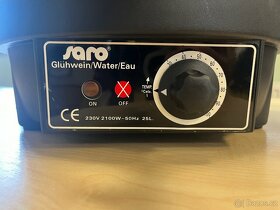 saro
Glühwein/Water/Eau
ON
OFF
TEMP.
CE
230V 2100W~50Hz 25L.